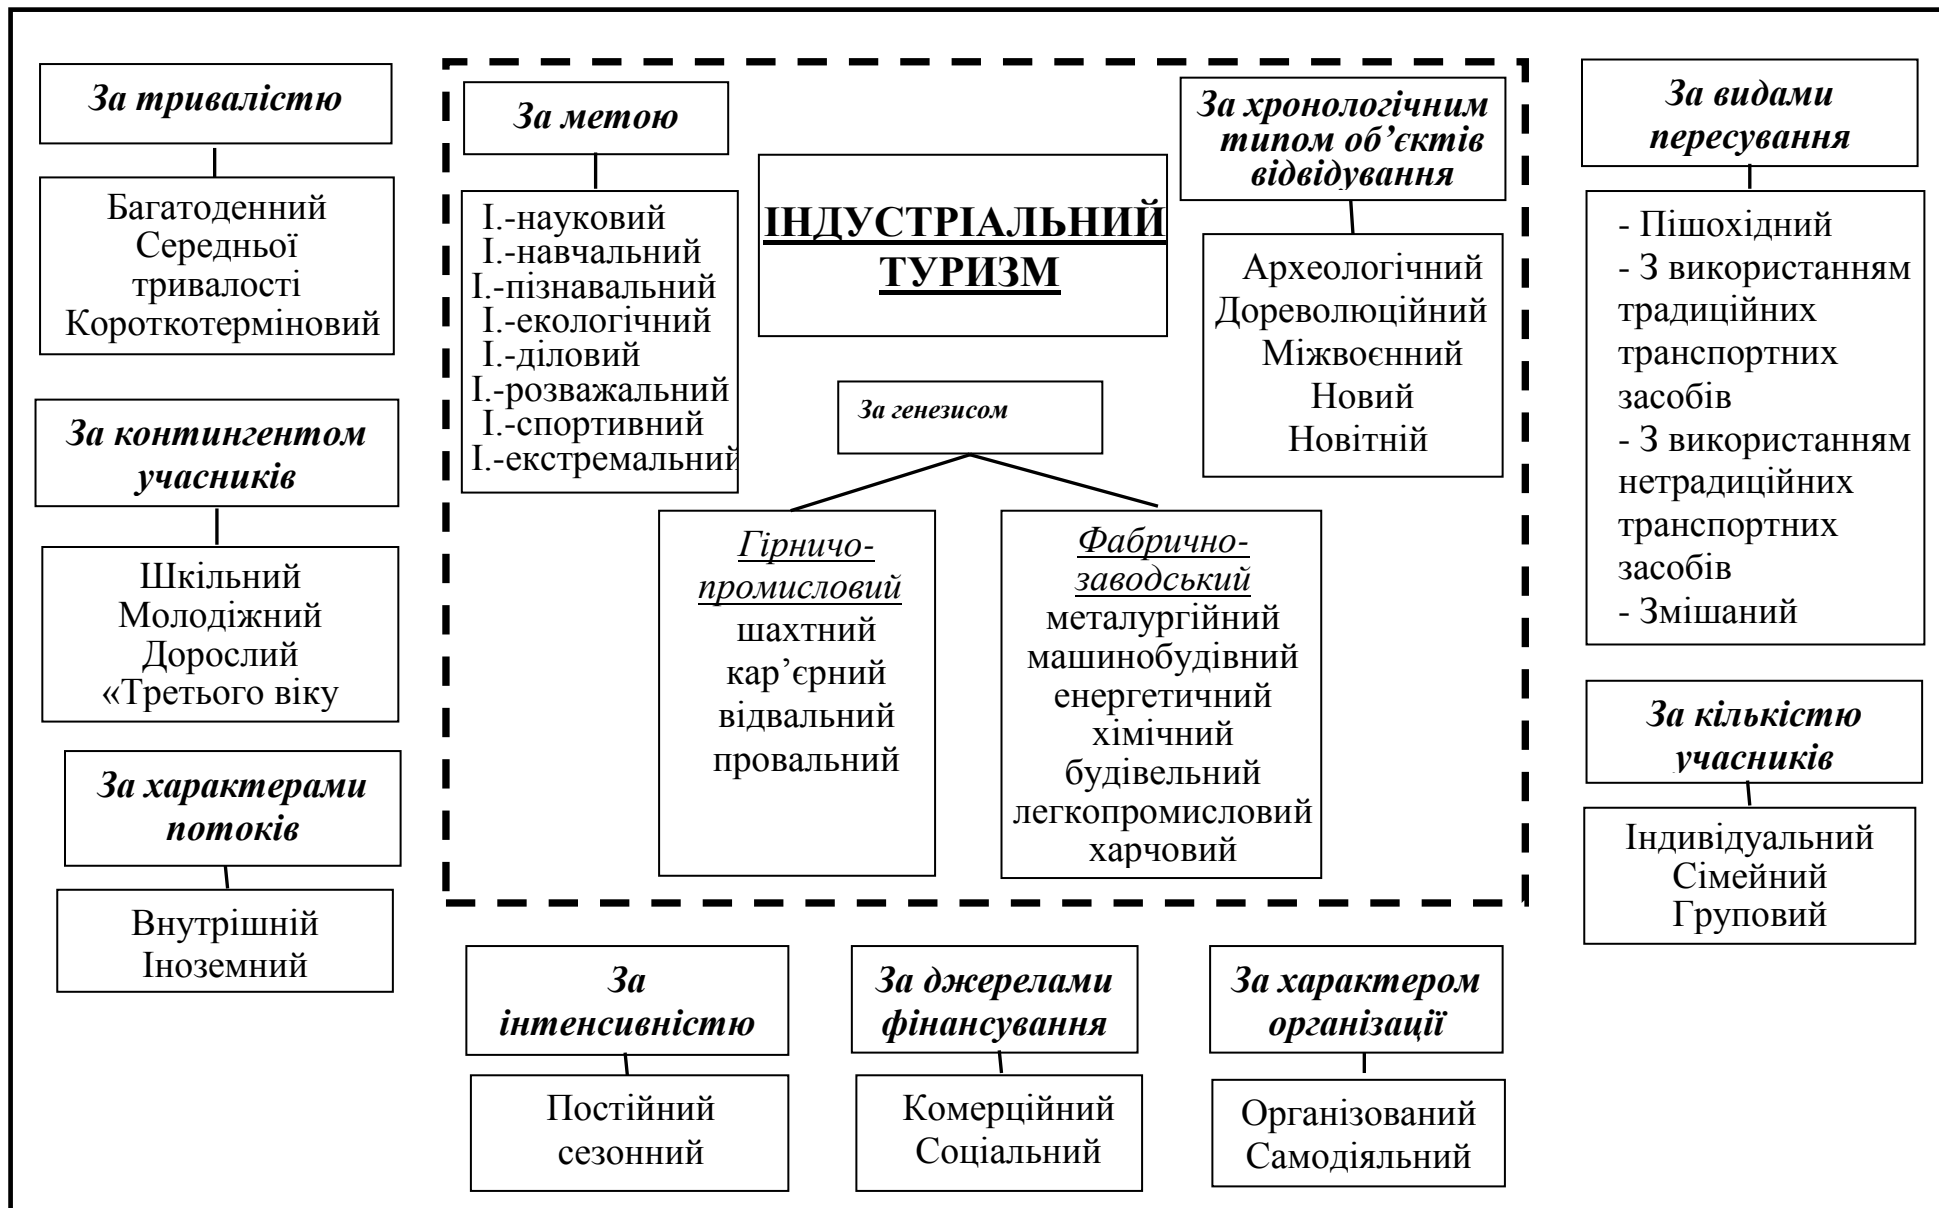 За тривалістю
Багатоденний
Середньої
тривалості
Короткотерміновий
За контингентом
учасників
Шкільний
Молодіжний
Дорослий
«Третього віку
За характерами
потоків
Внутрішній
Іноземний
За метою
І.-науковий
І.-навчальний
І.-пізнавальний
І.-екологічний
І.-діловий
І.-розважальний
І.-спортивний
І.-екстремальний
ІНДУСТРІАЛЬНИЙ
ТУРИЗМ
За хронологічним
типом об’єктів
відвідування
Археологічний
Дореволюційний
Міжвоєнний
Новий
Новітній
За генезисом
Гірничо-
промисловий
шахтний
кар’єрний
відвальний
провальний
Фабрично-
заводський
металургійний
машинобудівний
енергетичний
хімічний
будівельний
легкопромисловий
харчовий
За видами
пересування
- Пішохідний
- З використанням
традиційних
транспортних
засобів
- З використанням
нетрадиційних
транспортних
засобів
- Змішаний
За кількістю
учасників
Індивідуальний
Сімейний
Груповий
За
інтенсивністю
Постійний
сезонний
За джерелами
фінансування
Комерційний
Соціальний
За характером
організації
Організований
Самодіяльний